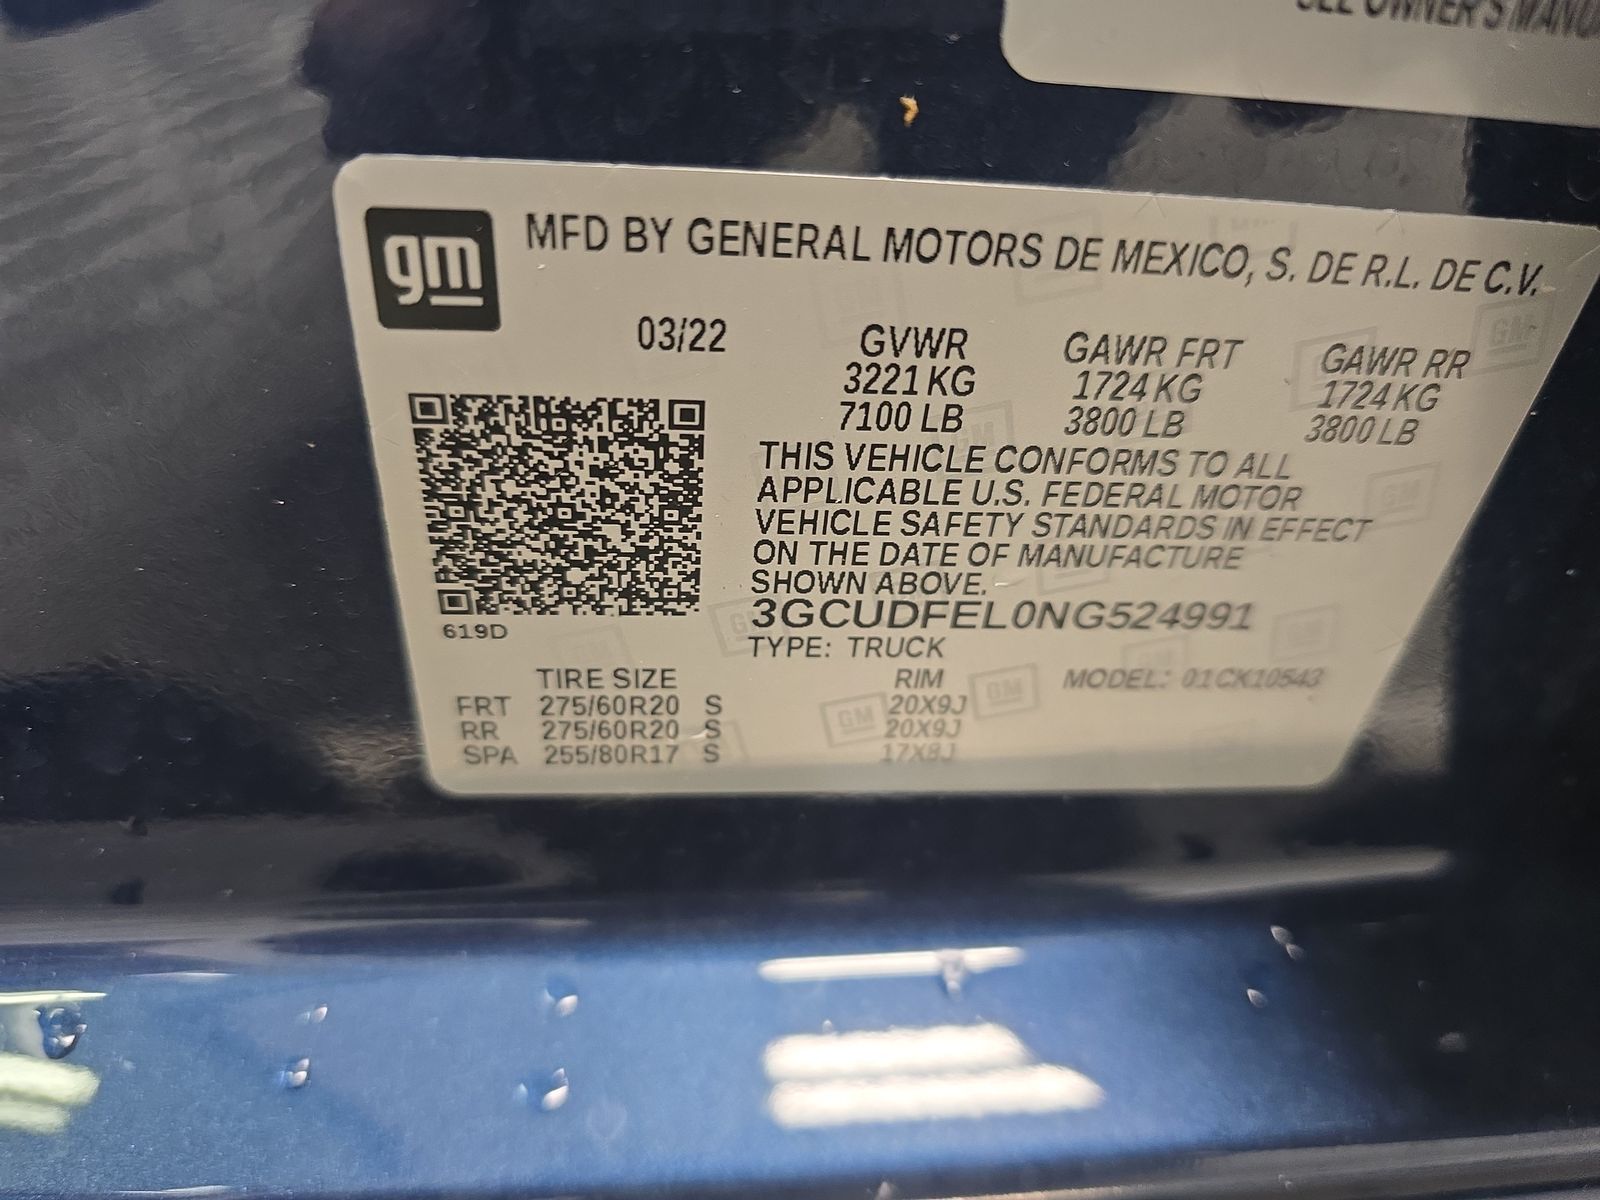 SEE OWNER'S MANUAL
gm
MFD BY GENERAL MOTORS DE MEXICO, S. DE R.L. DE C.V.
03/22 GVWR GAWR FRT GAWR RR
3221 KG 1724 KG 1724 KG
7100 LB 3800 LB 3800 LB
THIS VEHICLE CONFORMS TO ALL
APPLICABLE U.S. FEDERAL MOTOR
VEHICLE SAFETY STANDARDS IN EFFECT
ON THE DATE OF MANUFACTURE
SHOWN ABOVE.
3GCUDFEL0NG524991
619D
TYPE: TRUCK
TIRE SIZE RIM MODEL: 01CK10543
FRT 275/60R20 S 20X9J
RR 275/60R20 S 20X9J
SPA 255/80R17 S 17X8J